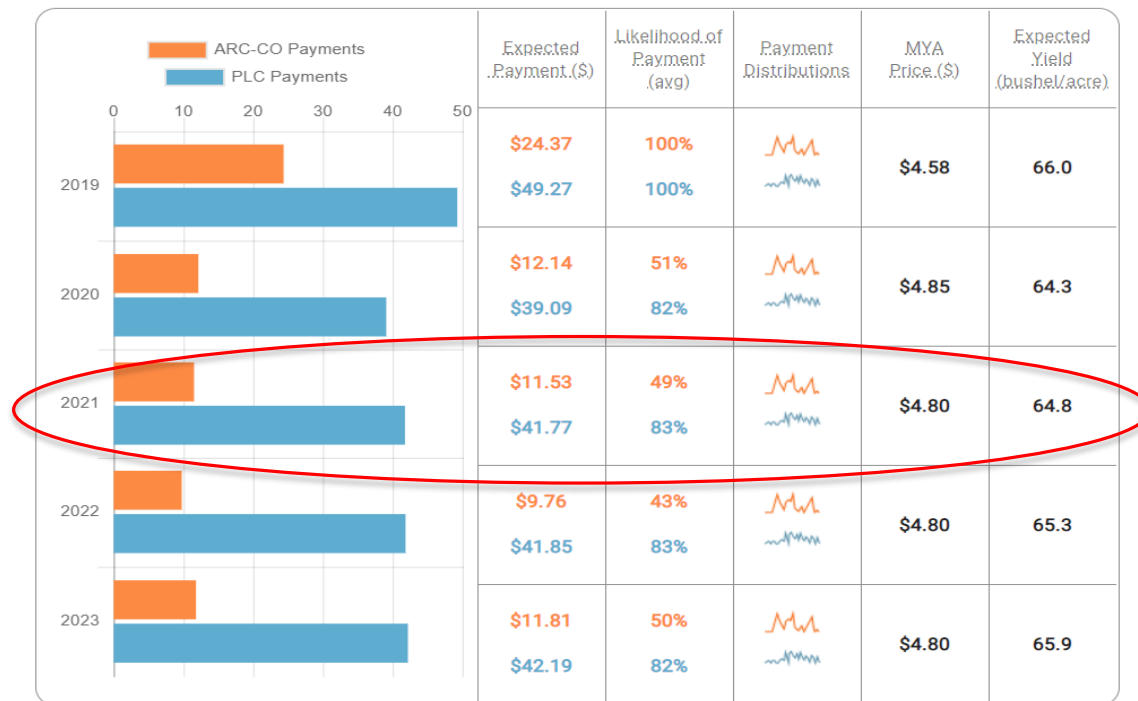 ARC-CO Payments
PLC Payments
0 10 20 30 40 50
Expected
Payment ($)
Likelihood of
Payment
(avg)
Payment
Distributions
MYA
Price ($)
Expected
Yield
(bushel/acre)
2019
$24.37 100%
$49.27 100%
$4.58 66.0
2020
$12.14 51%
$39.09 82%
$4.85 64.3
2021
$11.53 49%
$41.77 83%
$4.80 64.8
2022
$9.76 43%
$41.85 83%
$4.80 65.3
2023
$11.81 50%
$42.19 82%
$4.80 65.9